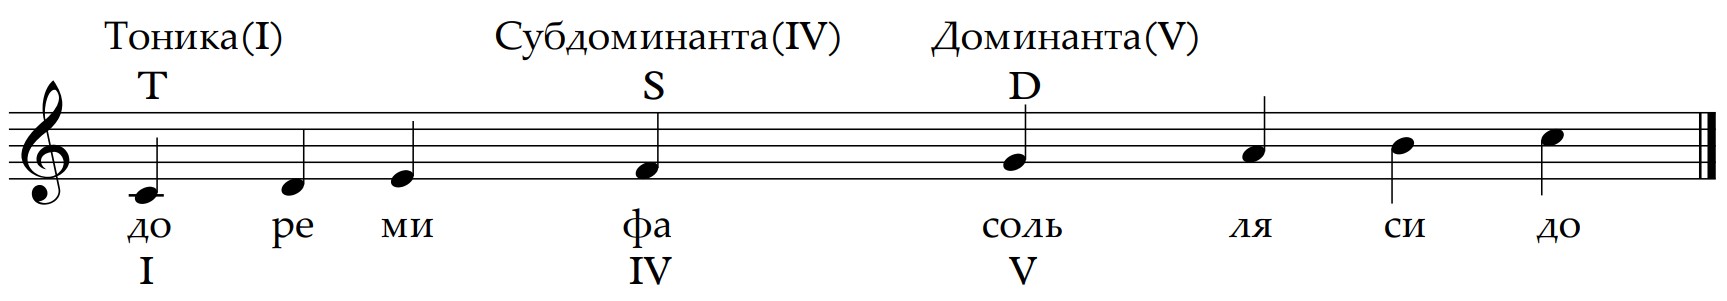 Тоника(I) Субдоминанта(IV) Доминанта(V)
T S D
до ре ми фа соль ля си до
I IV V